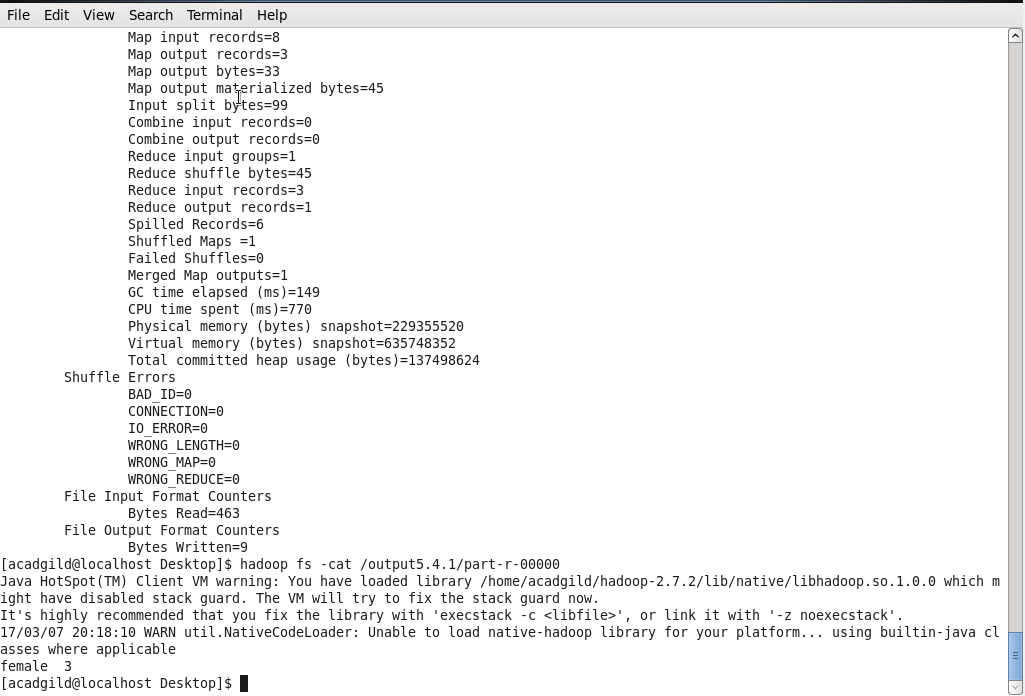 File Edit View Search Terminal Help
Map input records=8
Map output records=3
Map output bytes=33
Map output materialized bytes=45
Input split bytes=99
Combine input records=0
Combine output records=0
Reduce input groups=1
Reduce shuffle bytes=45
Reduce input records=3
Reduce output records=1
Spilled Records=6
Shuffled Maps =1
Failed Shuffles=0
Merged Map outputs=1
GC time elapsed (ms)=149
CPU time spent (ms)=770
Physical memory (bytes) snapshot=229355520
Virtual memory (bytes) snapshot=635748352
Total committed heap usage (bytes)=137498624
Shuffle Errors
BAD_ID=0
CONNECTION=0
IO_ERROR=0
WRONG_LENGTH=0
WRONG_MAP=0
WRONG_REDUCE=0
File Input Format Counters
Bytes Read=463
File Output Format Counters
Bytes Written=9
[acadgild@localhost Desktop]$ hadoop fs -cat /output5.4.1/part-r-00000
Java HotSpot(TM) Client VM warning: You have loaded library /home/acadgild/hadoop-2.7.2/lib/native/libhadoop.so.1.0.0 which m
ight have disabled stack guard. The VM will try to fix the stack guard now.
It's highly recommended that you fix the library with 'execstack -c <libfile>', or link it with '-z noexecstack'.
17/03/07 20:18:10 WARN util.NativeCodeLoader: Unable to load native-hadoop library for your platform... using builtin-java cl
asses where applicable
female  3
[acadgild@localhost Desktop]$